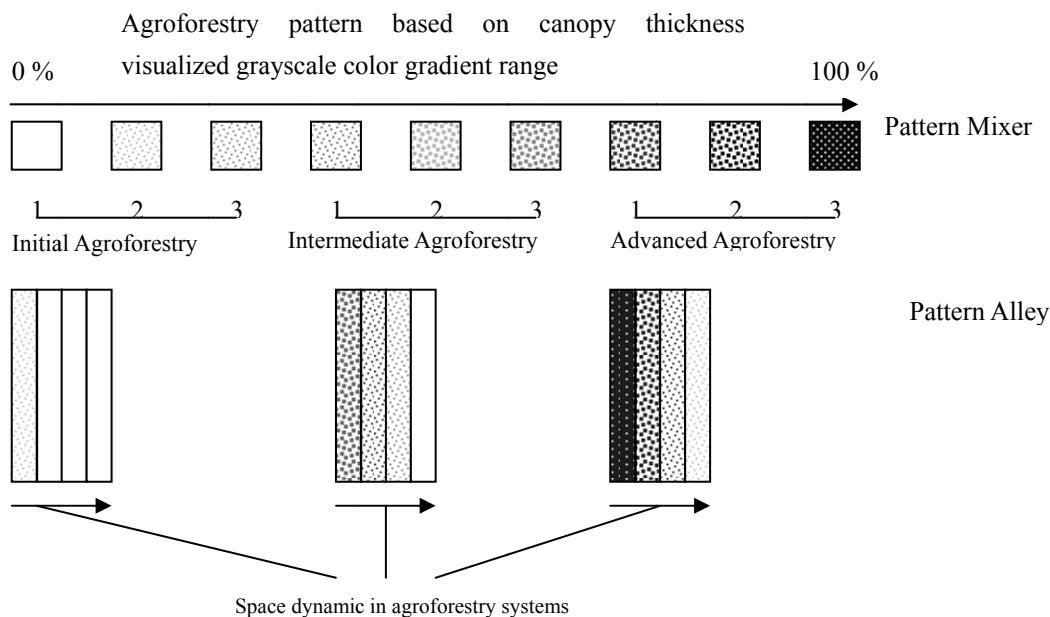 Agroforestry pattern based on canopy thickness
visualized grayscale color gradient range
0 % 100 %
Pattern Mixer
1 2 3 1 2 3 1 2 3
Initial Agroforestry Intermediate Agroforestry Advanced Agroforestry
Pattern Alley
Space dynamic in agroforestry systems